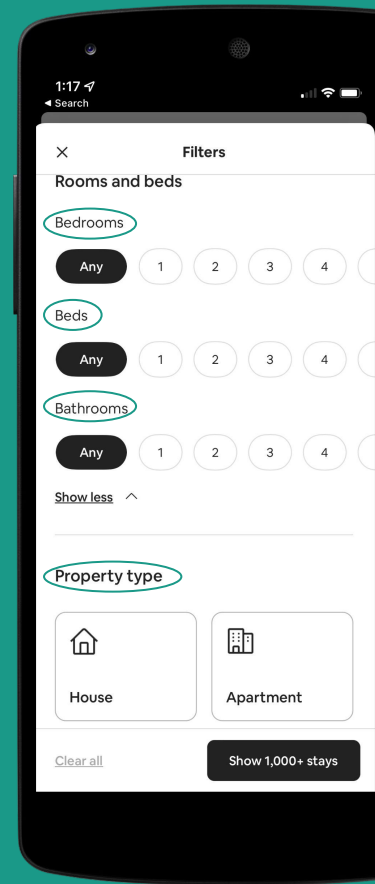 1:17
Search
Filters
Rooms and beds
Bedrooms
Any 1 2 3 4
Beds
Any 1 2 3 4
Bathrooms
Any 1 2 3 4
Show less
Property type
House Apartment
Clear all Show 1,000+ stays